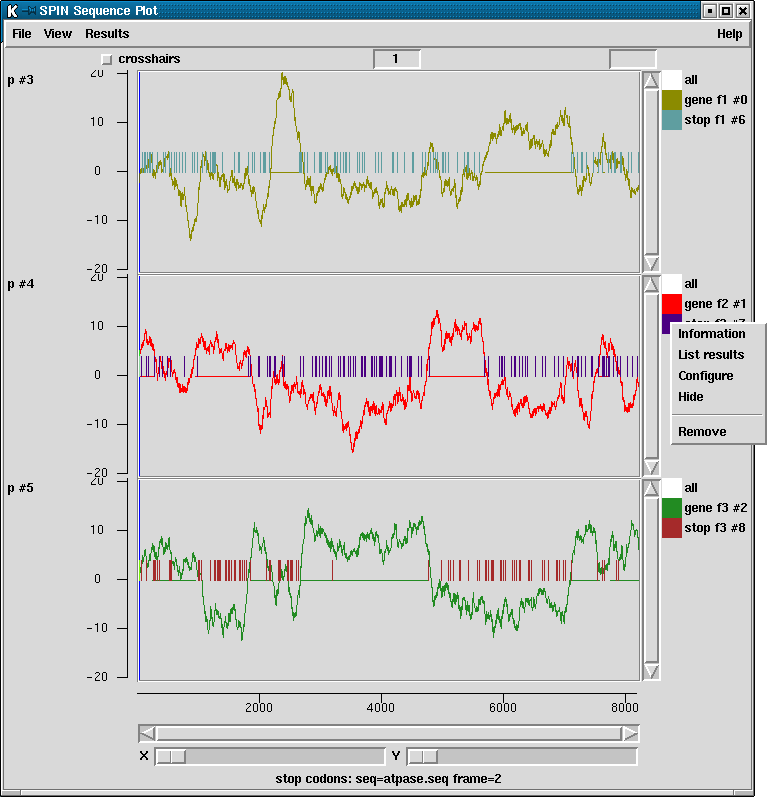 K SPIN Sequence Plot
File View Results Help
crosshairs 1
p #3
20
10
0
-10
-20
all
gene f1 #0
stop f1 #6
p #4
20
10
0
-10
-20
all
gene f2 #1
Information
List results
Configure
Hide
Remove
p #5
20
10
0
-10
-20
all
gene f3 #2
stop f3 #8
2000 4000 6000 8000
X Y
stop codons: seq=atpase.seq frame=2